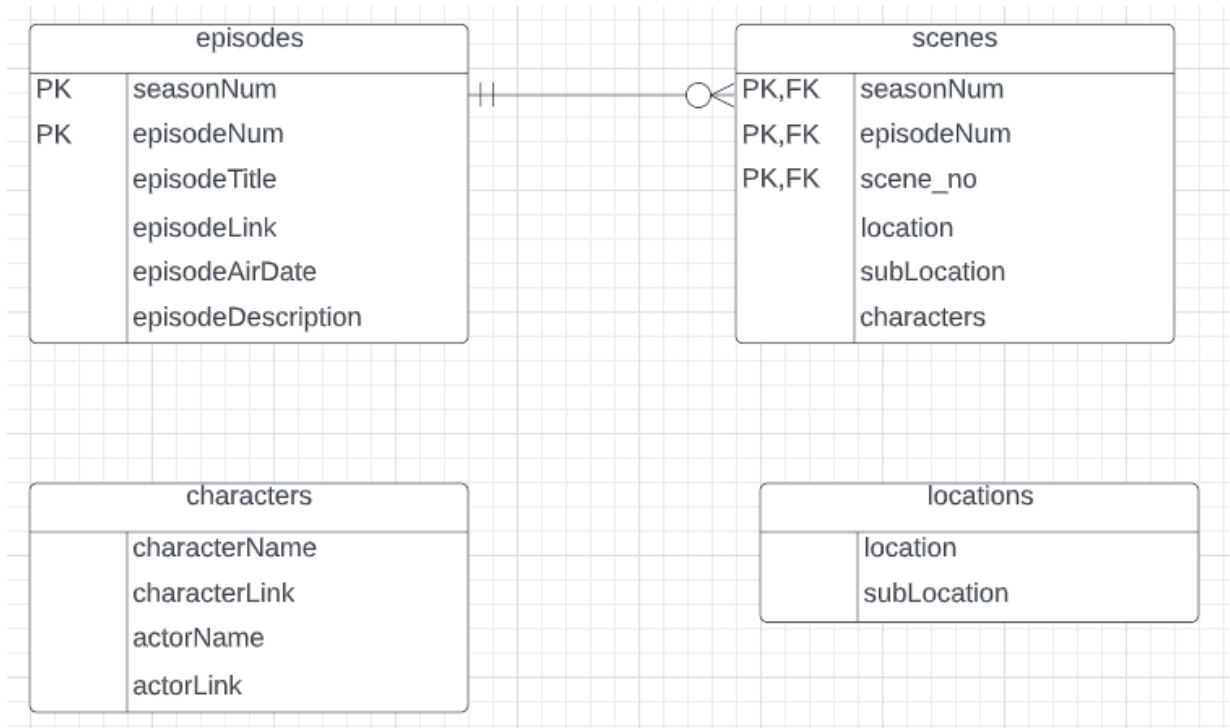 episodes
PK seasonNum
PK episodeNum
episodeTitle
episodeLink
episodeAirDate
episodeDescription
scenes
PK,FK seasonNum
PK,FK episodeNum
PK,FK scene_no
location
subLocation
characters
characters
characterName
characterLink
actorName
actorLink
locations
location
subLocation